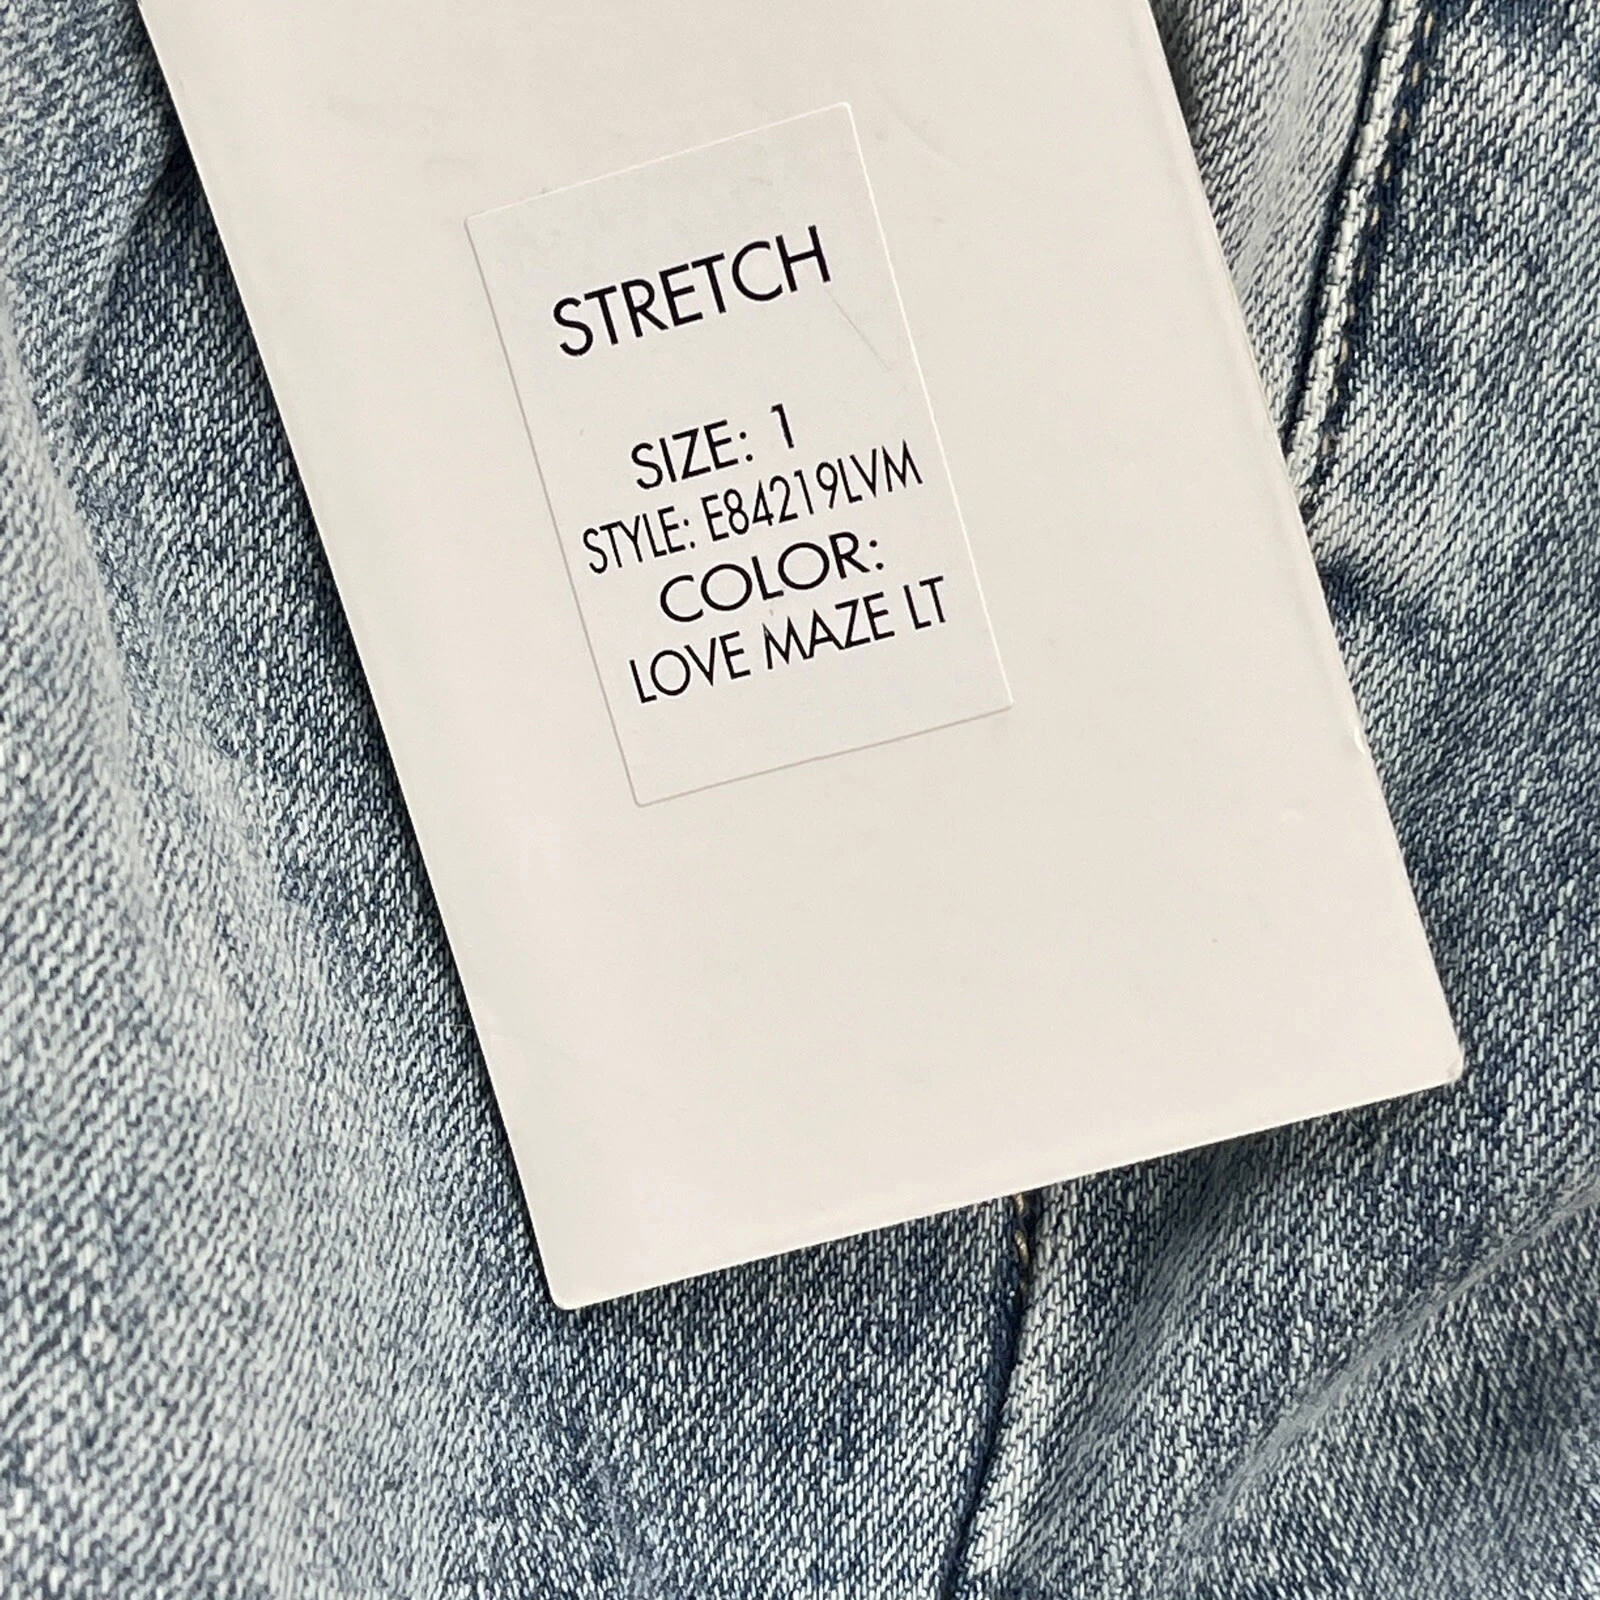 STRETCH
SIZE: 1
STYLE: E84219LVM
COLOR:
LOVE MAZE LT